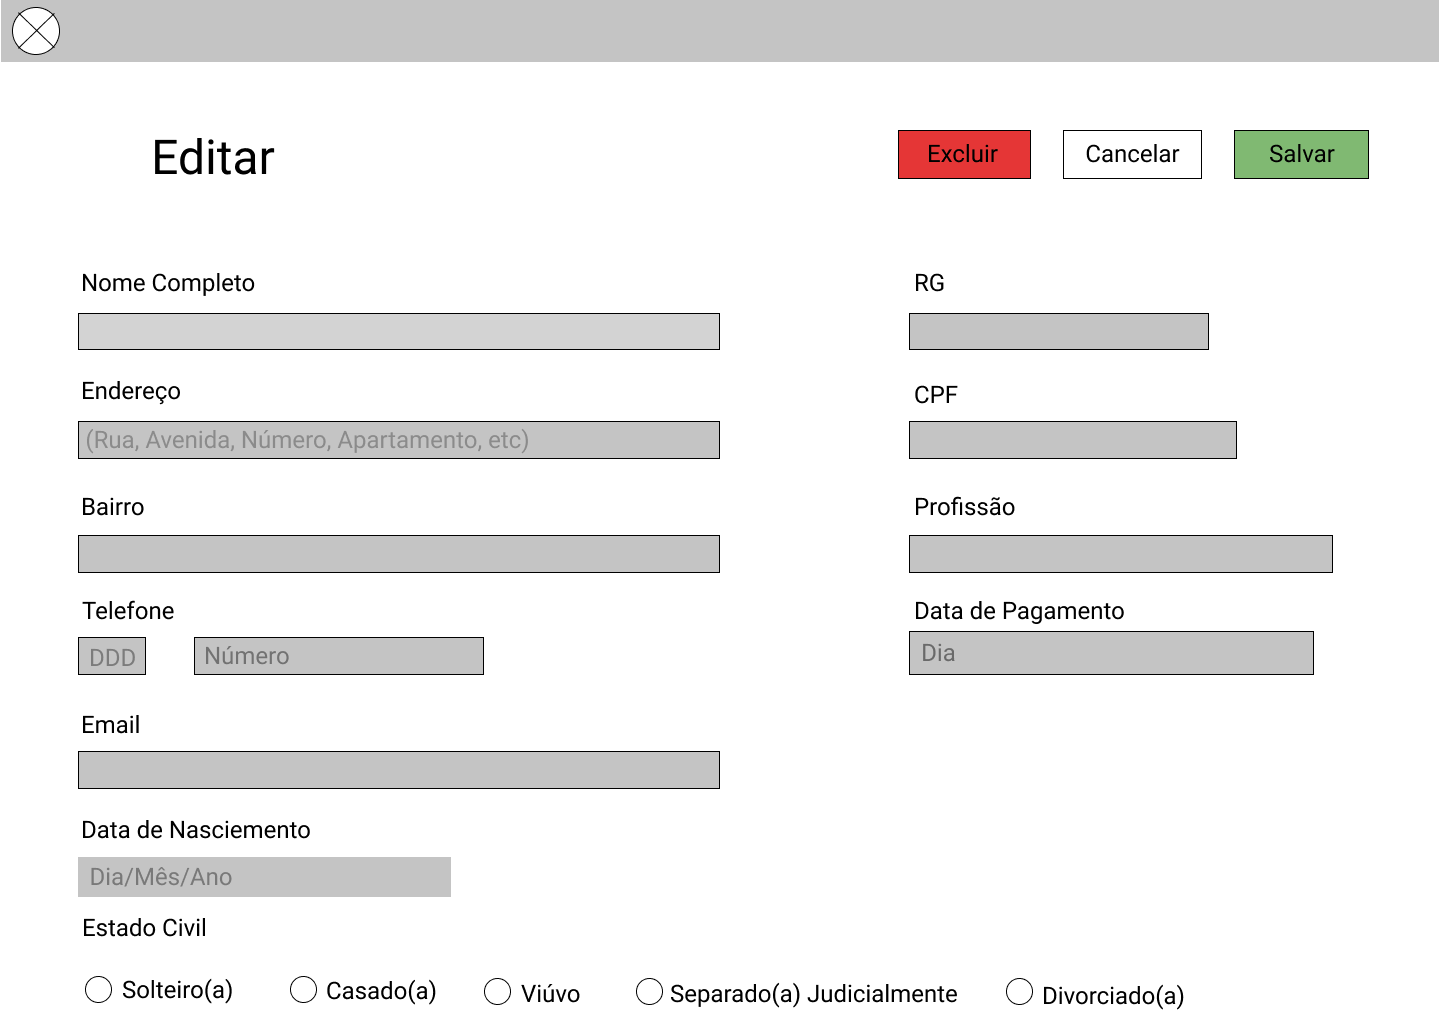 Editar
Excluir
Cancelar
Salvar
Nome Completo
RG
Endereço
CPF
(Rua, Avenida, Número, Apartamento, etc)
Bairro
Profissão
Telefone
Data de Pagamento
DDD
Número
Dia
Email
Data de Nasciemento
Dia/Mês/Ano
Estado Civil
Solteiro(a)
Casado(a)
Viúvo
Separado(a) Judicialmente
Divorciado(a)